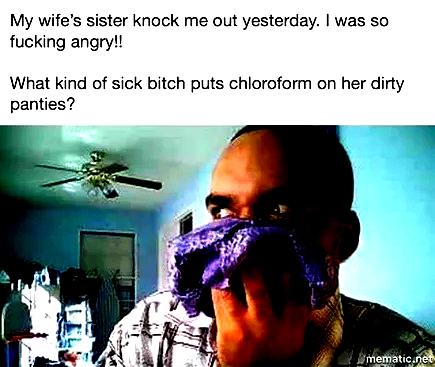 My wife's sister knock me out yesterday. I was so
fucking angry!!
What kind of sick bitch puts chloroform on her dirty
panties?
mematic.net